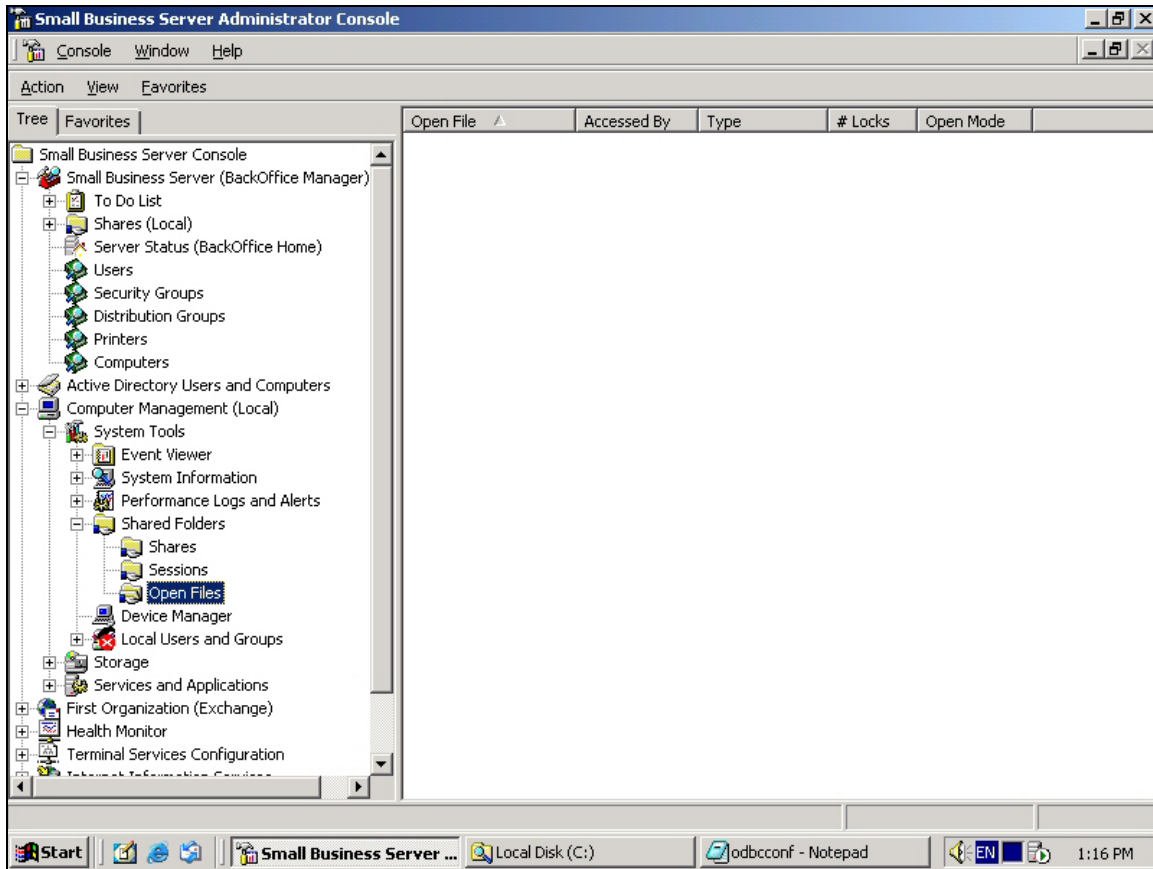 Small Business Server Administrator Console
Console Window Help
Action View Favorites
Tree Favorites
Open File Accessed By Type # Locks Open Mode
Small Business Server Console
Small Business Server (BackOffice Manager)
To Do List
Shares (Local)
Server Status (BackOffice Home)
Users
Security Groups
Distribution Groups
Printers
Computers
Active Directory Users and Computers
Computer Management (Local)
System Tools
Event Viewer
System Information
Performance Logs and Alerts
Shared Folders
Shares
Sessions
Open Files
Device Manager
Local Users and Groups
Storage
Services and Applications
First Organization (Exchange)
Health Monitor
Terminal Services Configuration
Start Small Business Server ... Local Disk (C:) odbcconf - Notepad EN 1:16 PM